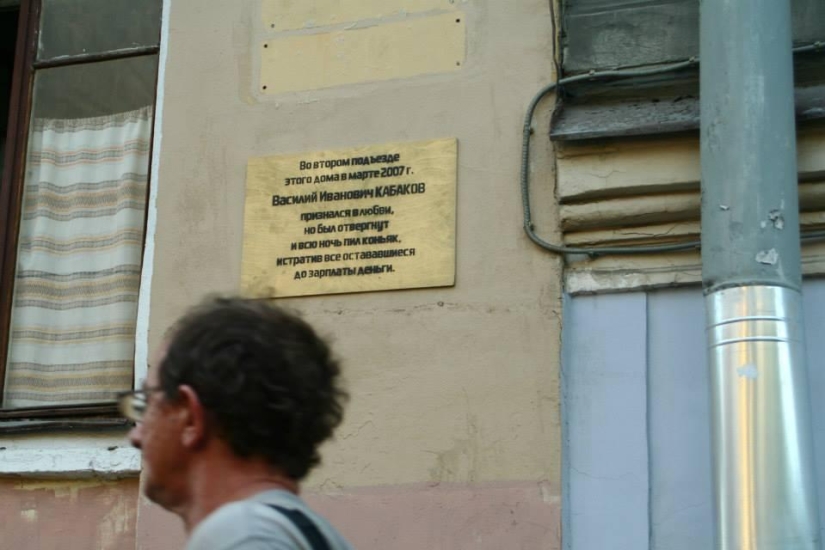 Во втором подъезде
этого дома в марте 2007 г.
Василий Иванович КАБАКОВ
признался в любви,
но был отвергнут
и всю ночь пил коньяк,
истратив все остававшиеся
до зарплаты деньги.